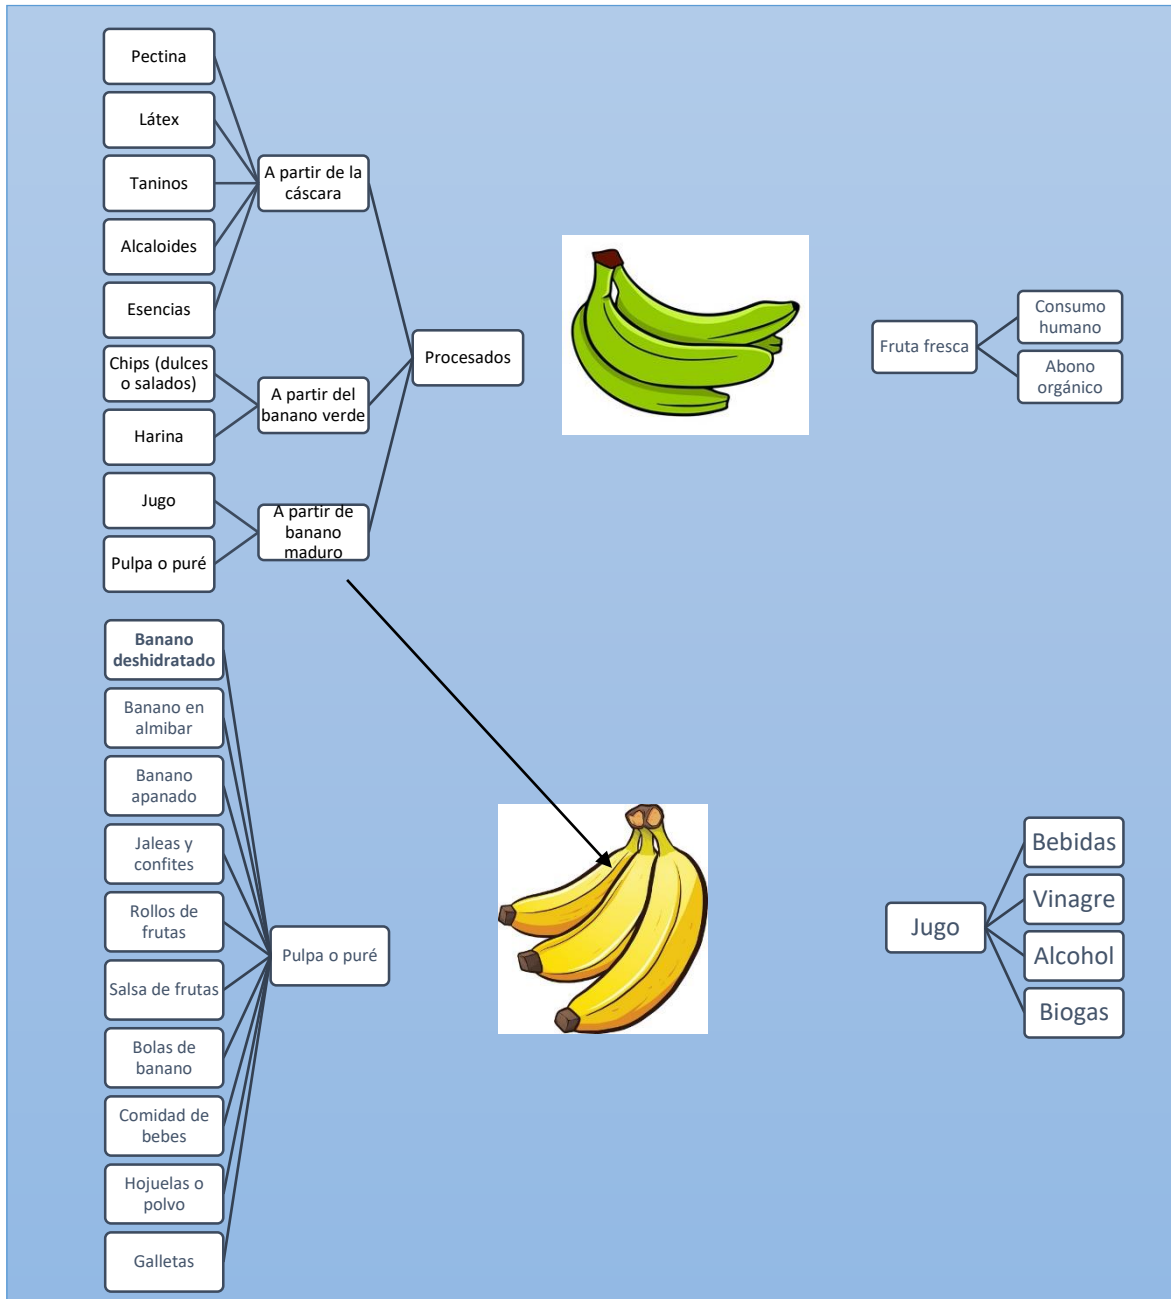 Pectina
Látex
Taninos
Alcaloides
Esencias
Chips (dulces
o salados)
Harina
Jugo
Pulpa o puré
A partir de la
cáscara
A partir del
banano verde
A partir de
banano
maduro
Procesados
Fruta fresca
Consumo
humano
Abono
orgánico
Banano
deshidratado
Banano en
almibar
Banano
apanado
Jaleas y
confites
Rollos de
frutas
Salsa de frutas
Bolas de
banano
Comidad de
bebes
Hojuelas o
polvo
Galletas
Pulpa o puré
Jugo
Bebidas
Vinagre
Alcohol
Biogas